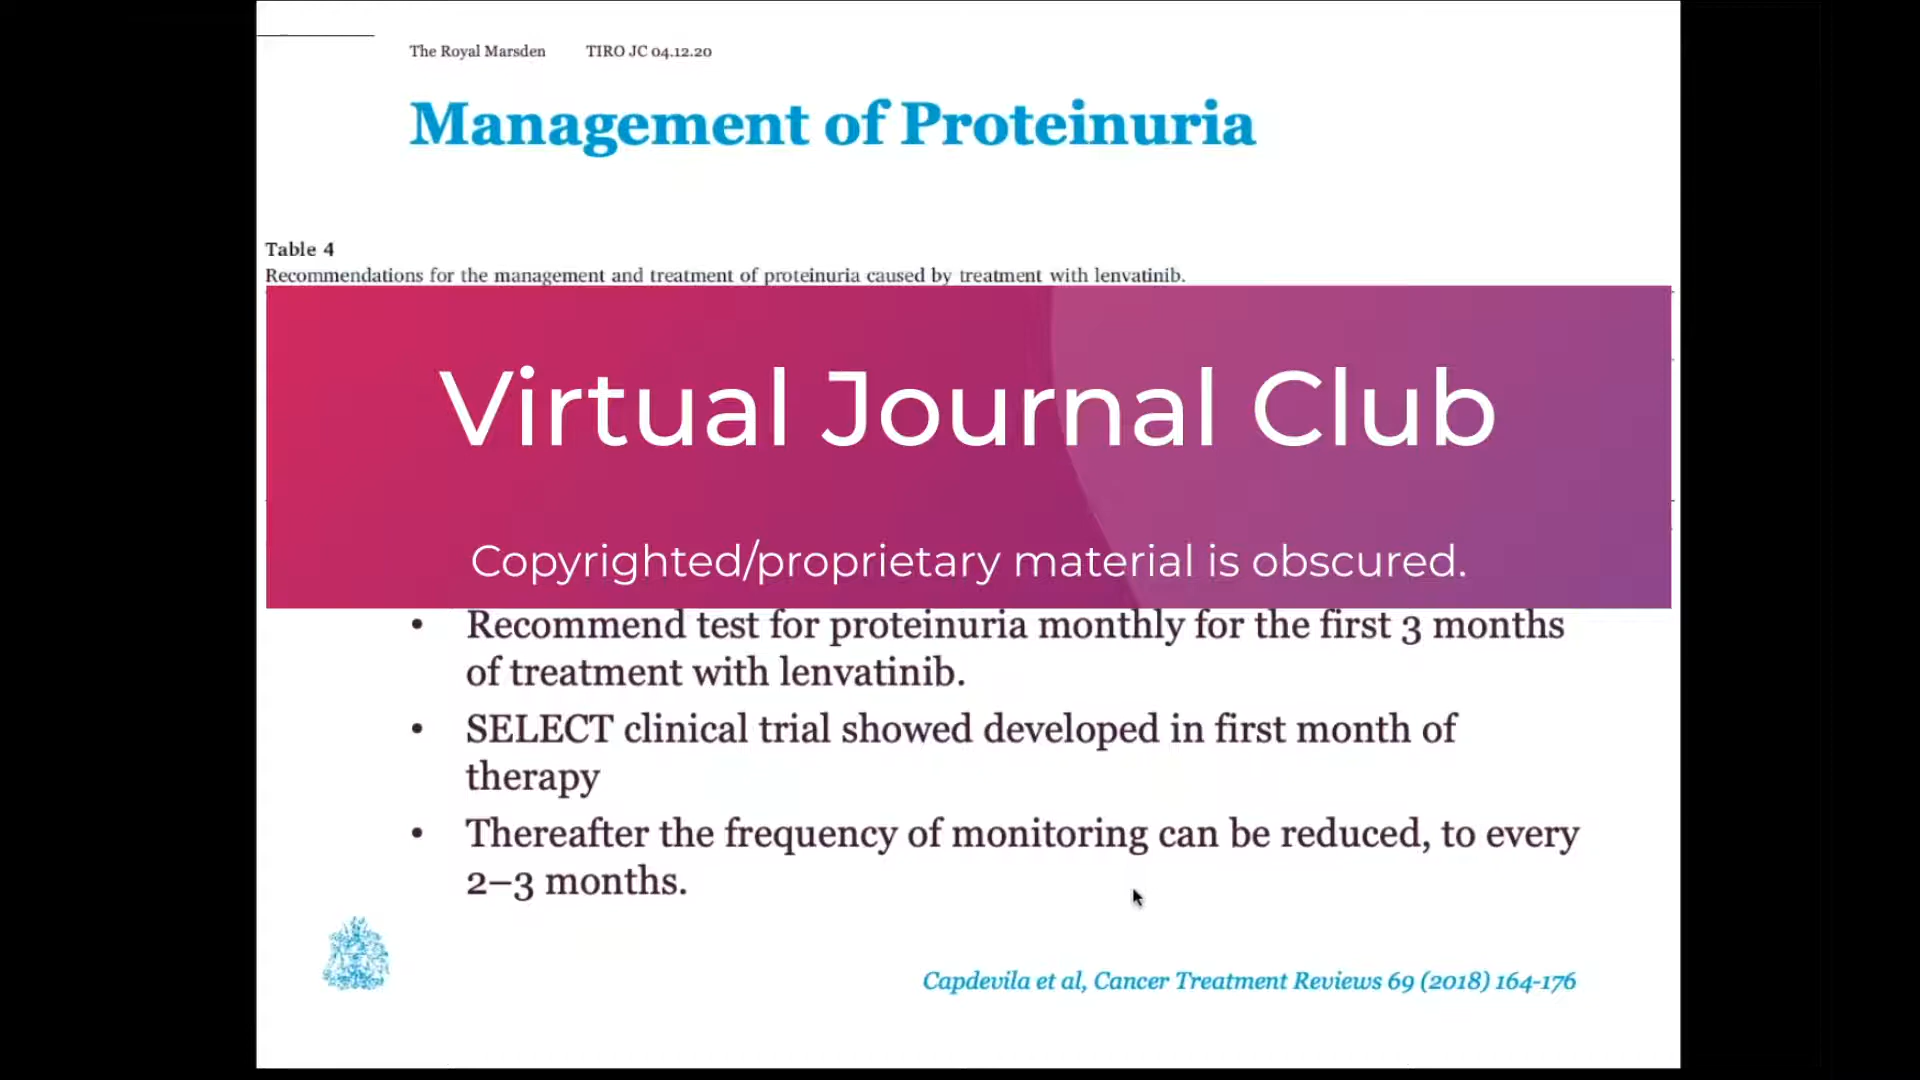 The Royal Marsden TIRO JC 04.12.20
Management of Proteinuria
Table 4
Recommendations for the management and treatment of proteinuria caused by treatment with lenvatinib.
Virtual Journal Club
Copyrighted/proprietary material is obscured.
• Recommend test for proteinuria monthly for the first 3 months
of treatment with lenvatinib.
• SELECT clinical trial showed developed in first month of
therapy
• Thereafter the frequency of monitoring can be reduced, to every
2–3 months.
Capdevila et al, Cancer Treatment Reviews 69 (2018) 164-176